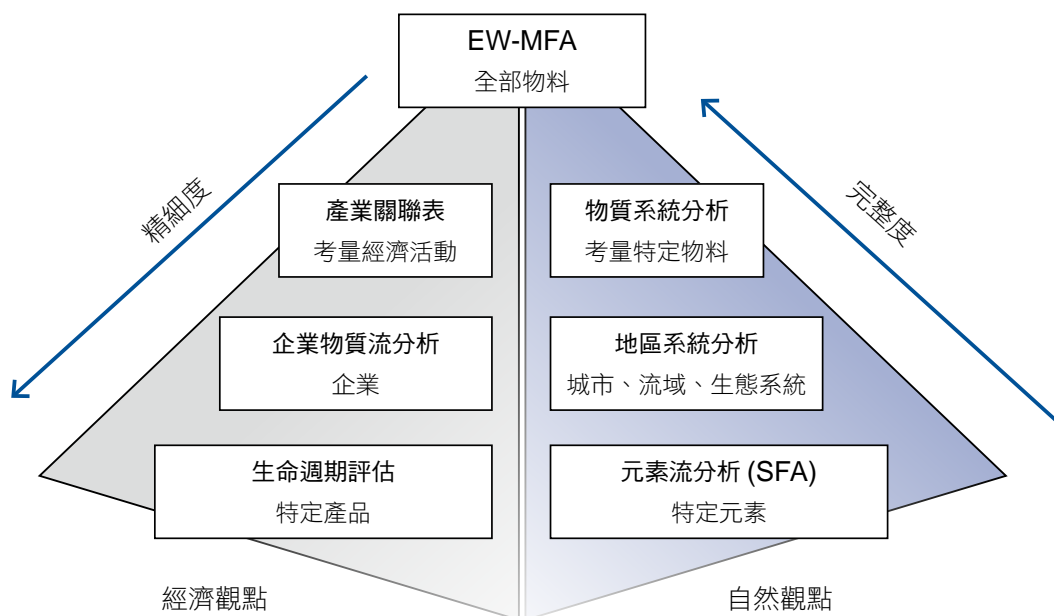 EW-MFA
全部物料
精細度
完整度
產業關聯表
考量經濟活動
物質系統分析
考量特定物料
企業物質流分析
企業
地區系統分析
城市、流域、生態系統
生命週期評估
特定產品
元素流分析 (SFA)
特定元素
經濟觀點
自然觀點